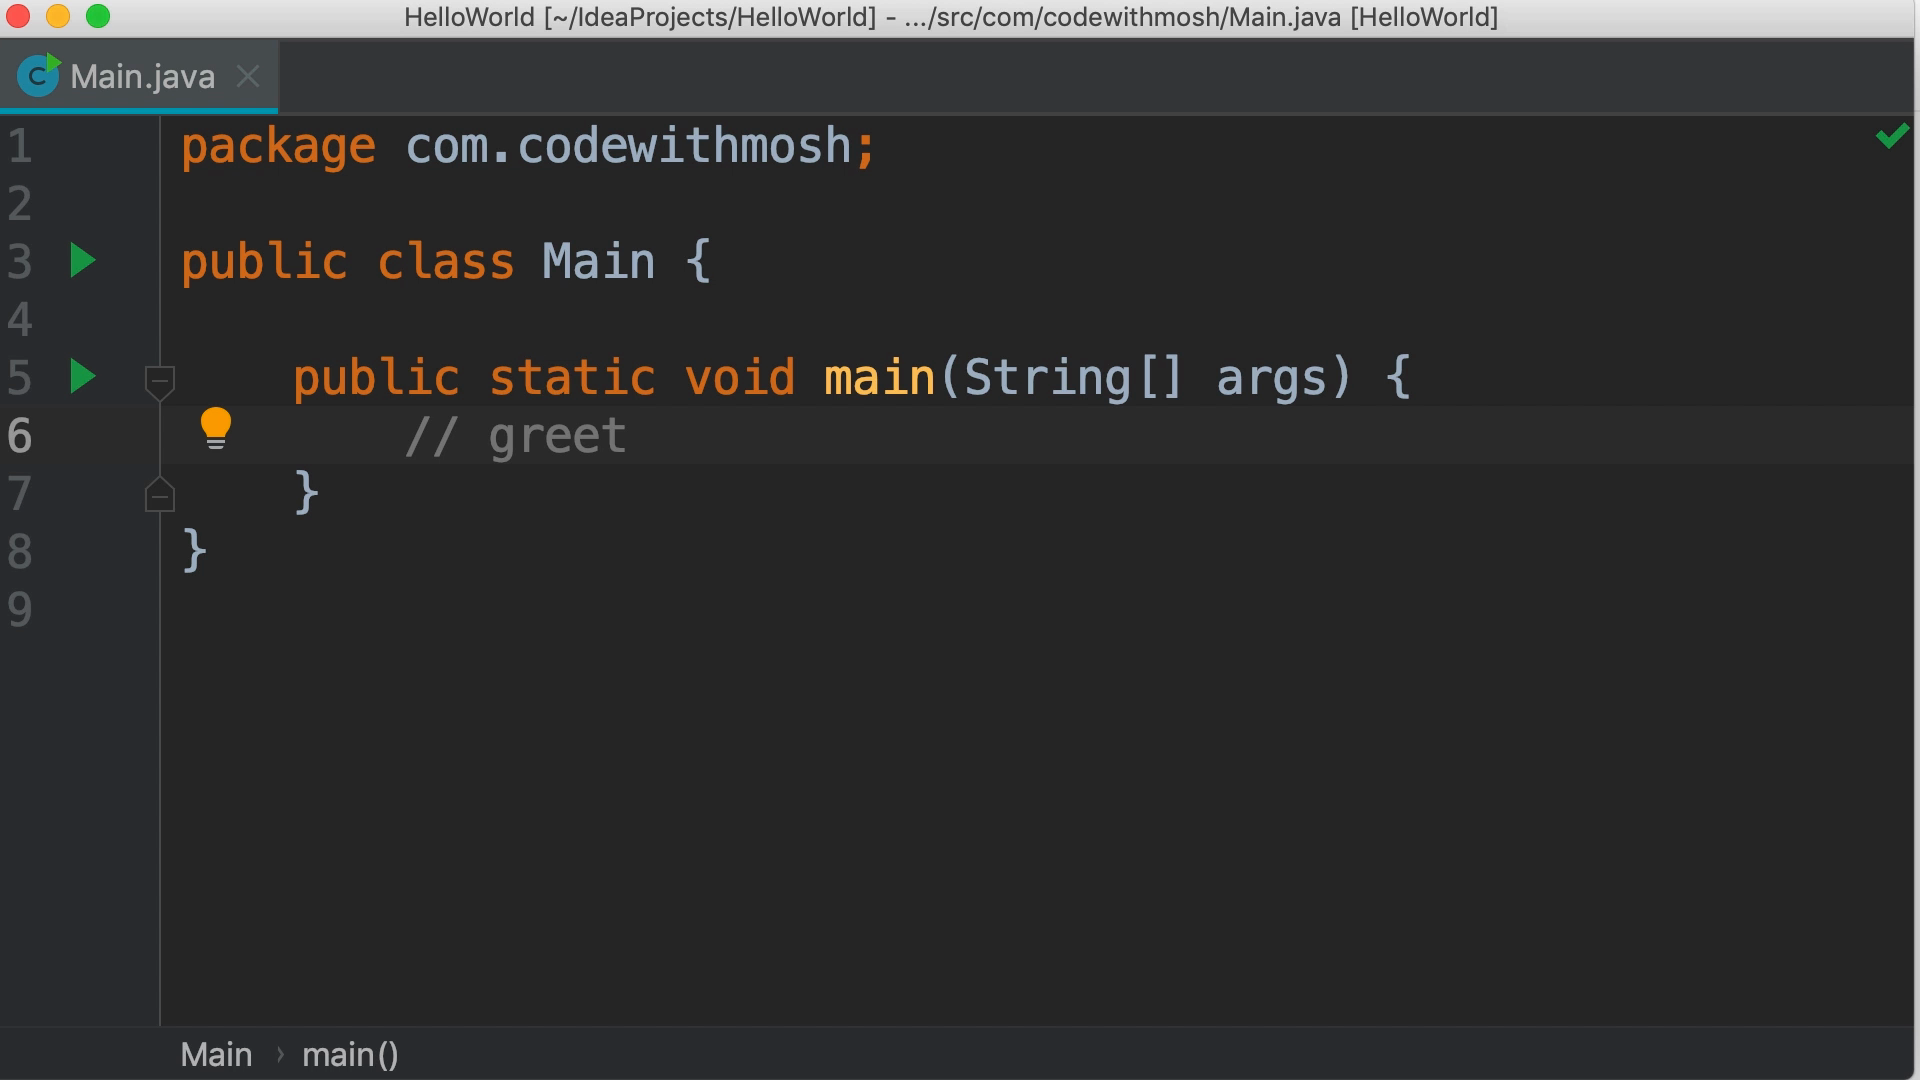 HelloWorld [~/IdeaProjects/HelloWorld] - .../src/com/codewithmosh/Main.java [HelloWorld]
C Main.java
1 package com.codewithmosh;
2
3 public class Main {
4
5 public static void main(String[] args) {
6 // greet
7 }
8 }
9
Main › main()